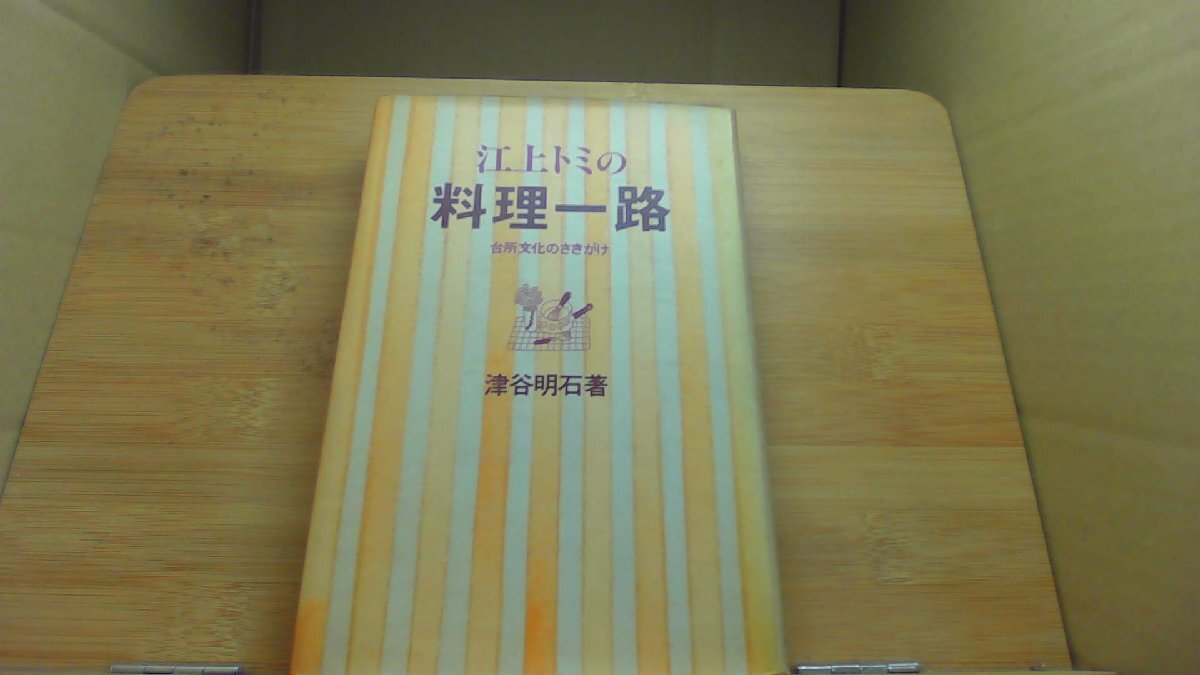 江上トミの
料理一路
台所文化のさきがけ
津谷明石著